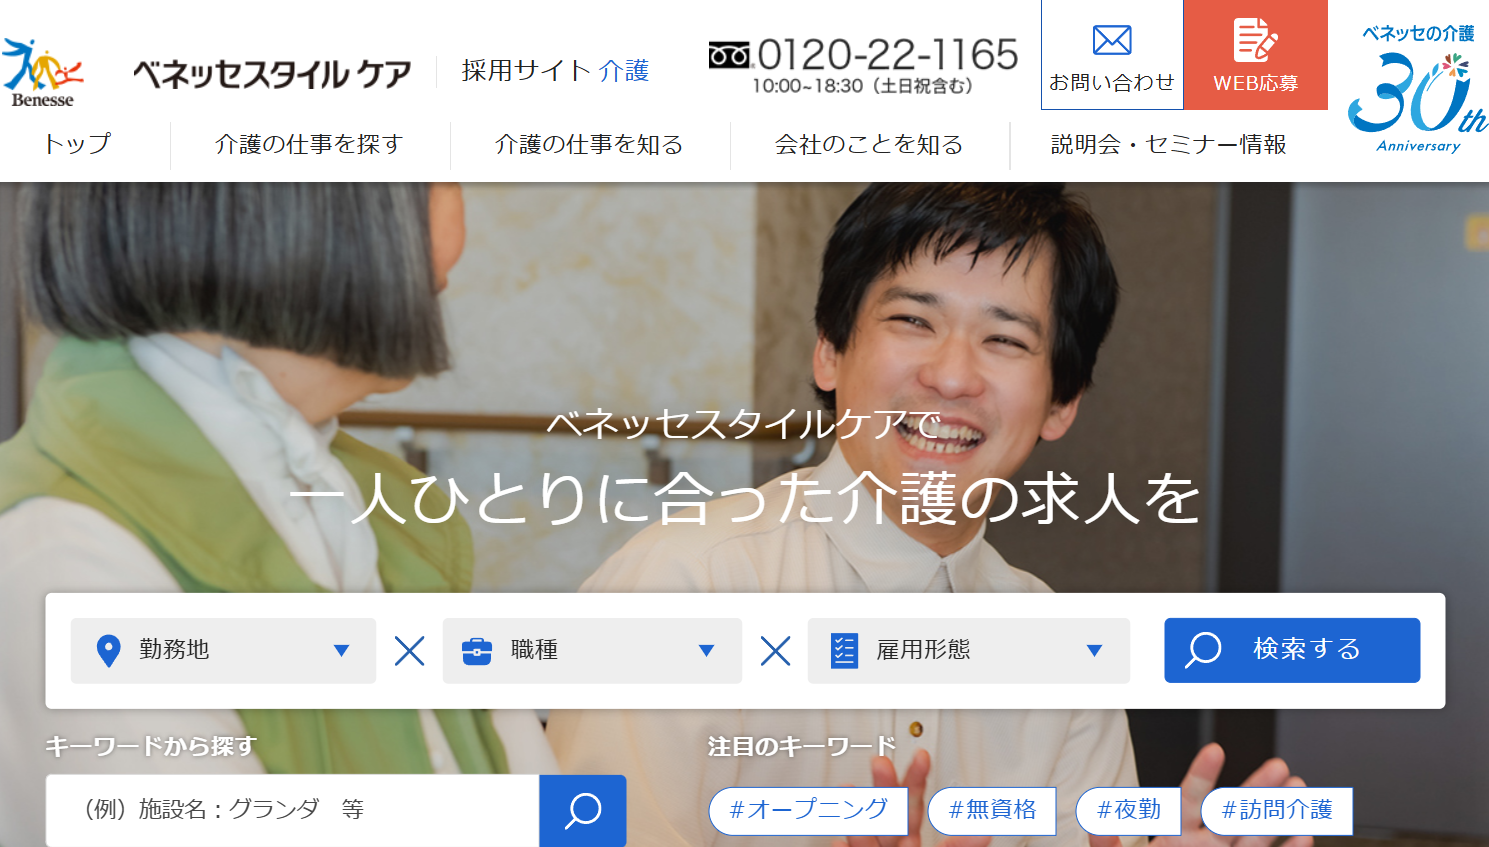 Benesse
ベネッセスタイル ケア
採用サイト 介護
0120-22-1165
10:00~18:30（土日祝含む）
お問い合わせ
WEB応募
ベネッセの介護
30th
Anniversary
トップ
介護の仕事を探す
介護の仕事を知る
会社のことを知る
説明会・セミナー情報
ベネッセスタイルケアで
一人ひとりに合った介護の求人を
勤務地
職種
雇用形態
検索する
キーワードから探す
（例）施設名：グランダ　等
注目のキーワード
#オープニング
#無資格
#夜勤
#訪問介護